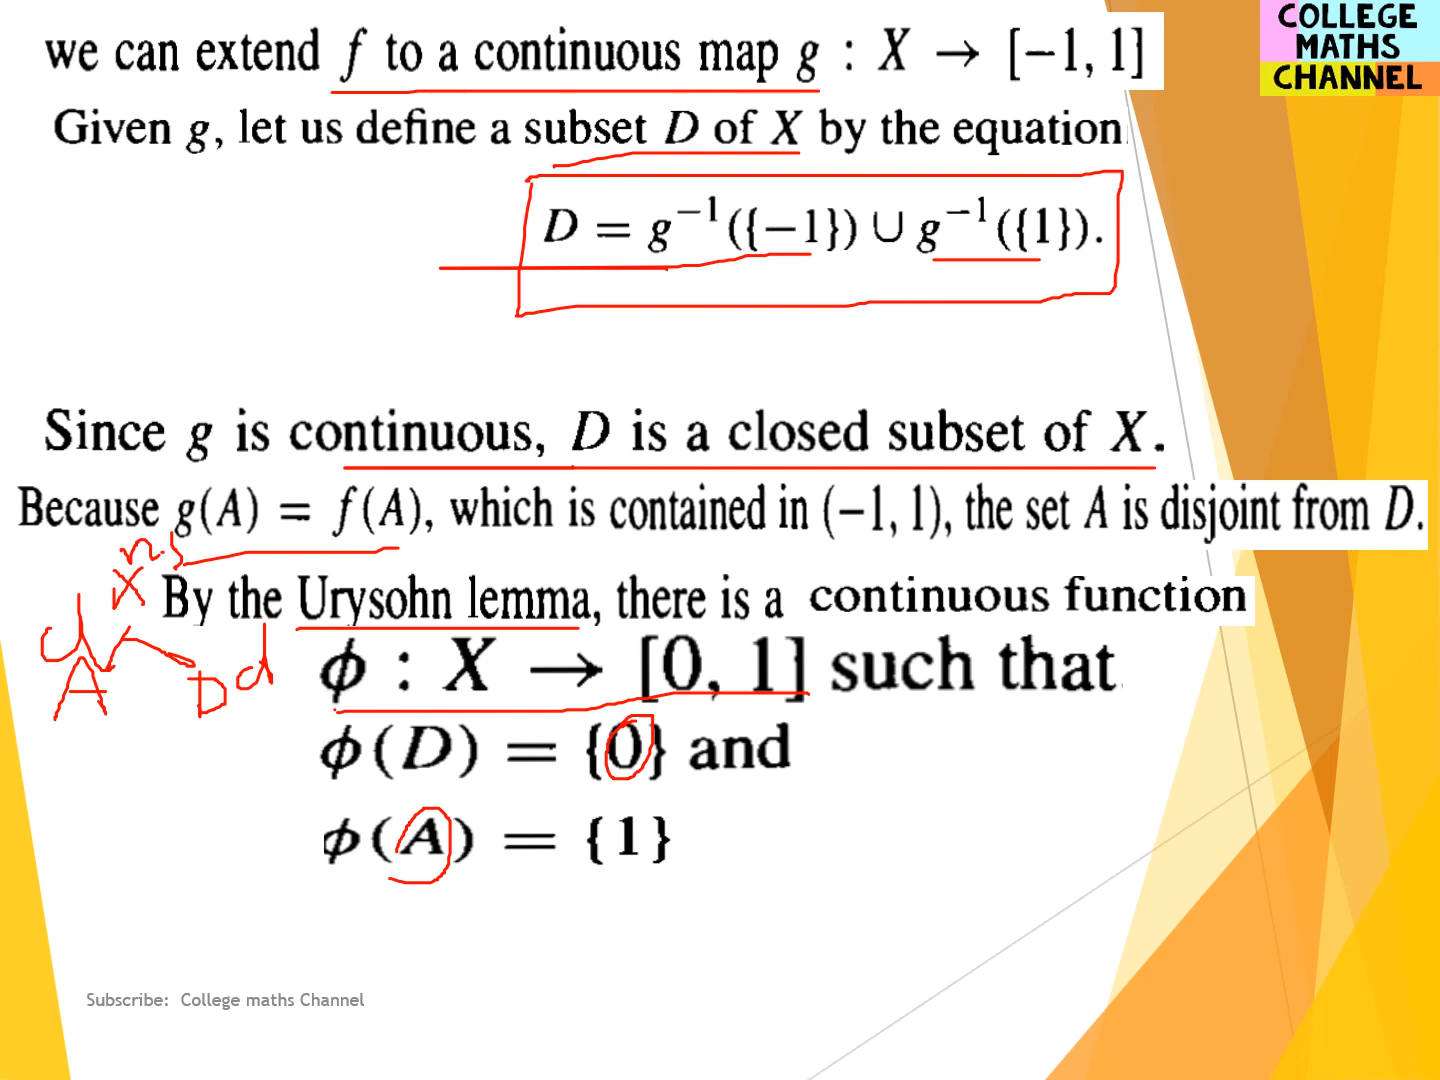 we can extend f to a continuous map g : X → [−1, 1]
COLLEGE
MATHS
CHANNEL
Given g, let us define a subset D of X by the equation
D = g⁻¹({−1}) ∪ g⁻¹({1}).
Since g is continuous, D is a closed subset of X.
Because g(A) = f(A), which is contained in (−1, 1), the set A is disjoint from D.
n.s
X
By the Urysohn lemma, there is a continuous function
A
D
d
ϕ : X → [0, 1] such that
ϕ(D) = {0} and
ϕ(A) = {1}
Subscribe: College maths Channel